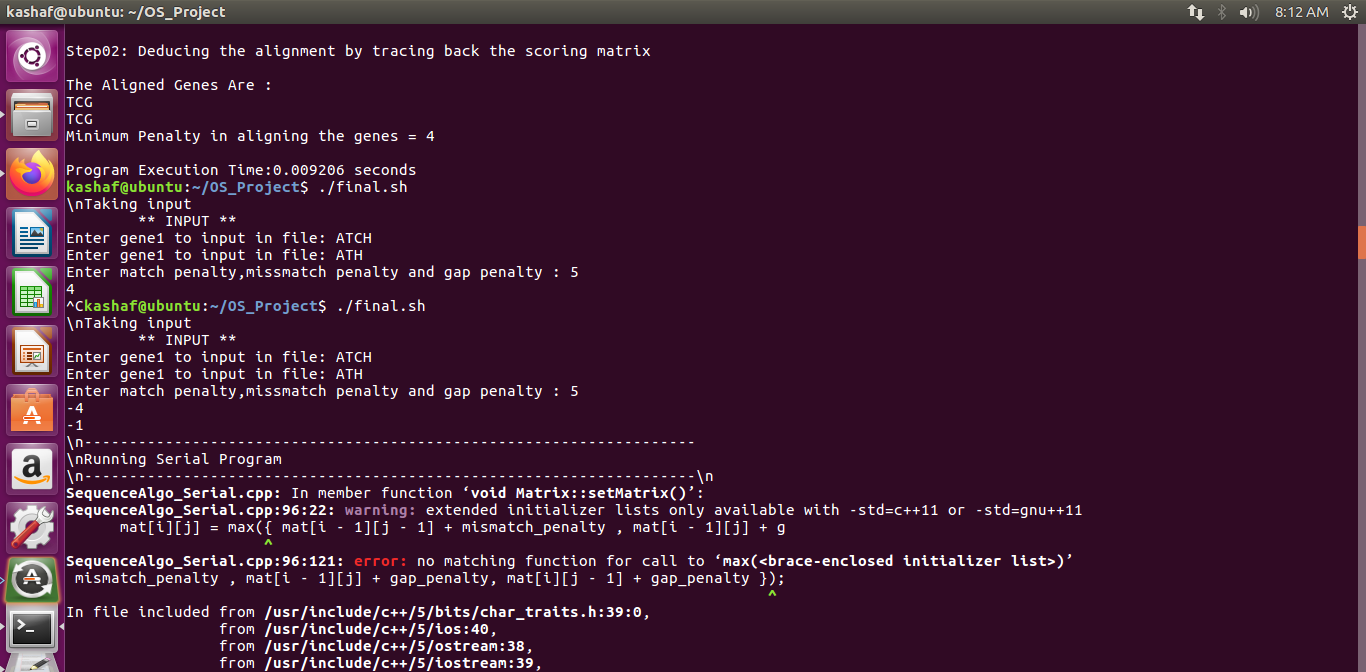 kashaf@ubuntu: ~/OS_Project
8:12 AM
Step02: Deducing the alignment by tracing back the scoring matrix
The Aligned Genes Are :
TCG
TCG
Minimum Penalty in aligning the genes = 4
Program Execution Time:0.009206 seconds
kashaf@ubuntu:~/OS_Project$ ./final.sh
\nTaking input
** INPUT **
Enter gene1 to input in file: ATCH
Enter gene1 to input in file: ATH
Enter match penalty,missmatch penalty and gap penalty : 5
4
^Ckashaf@ubuntu:~/OS_Project$ ./final.sh
\nTaking input
** INPUT **
Enter gene1 to input in file: ATCH
Enter gene1 to input in file: ATH
Enter match penalty,missmatch penalty and gap penalty : 5
-4
-1
\n--------------------------------------------------------------------
\nRunning Serial Program
\n--------------------------------------------------------------------\n
SequenceAlgo_Serial.cpp: In member function ‘void Matrix::setMatrix()’:
SequenceAlgo_Serial.cpp:96:22: warning: extended initializer lists only available with -std=c++11 or -std=gnu++11
mat[i][j] = max({ mat[i - 1][j - 1] + mismatch_penalty , mat[i - 1][j] + g
^
SequenceAlgo_Serial.cpp:96:121: error: no matching function for call to ‘max(<brace-enclosed initializer list>)’
mismatch_penalty , mat[i - 1][j] + gap_penalty, mat[i][j - 1] + gap_penalty });
^
In file included from /usr/include/c++/5/bits/char_traits.h:39:0,
from /usr/include/c++/5/ios:40,
from /usr/include/c++/5/ostream:38,
from /usr/include/c++/5/iostream:39,